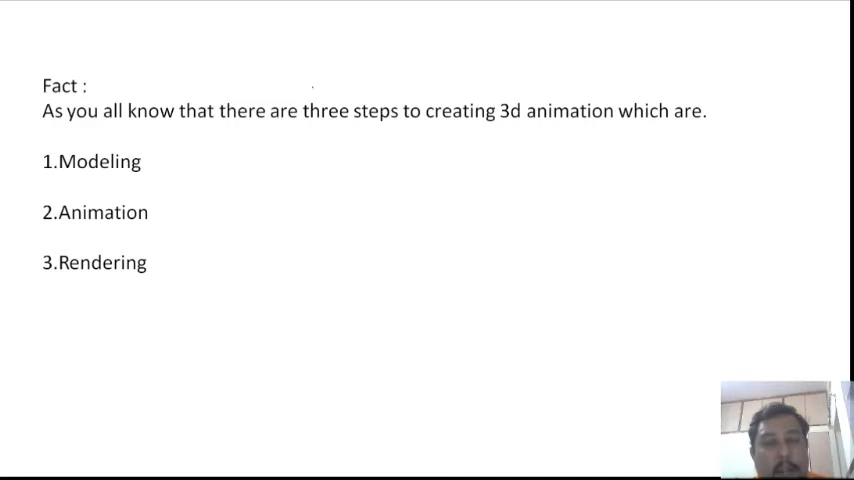 Fact :
As you all know that there are three steps to creating 3d animation which are.
1.Modeling
2.Animation
3.Rendering